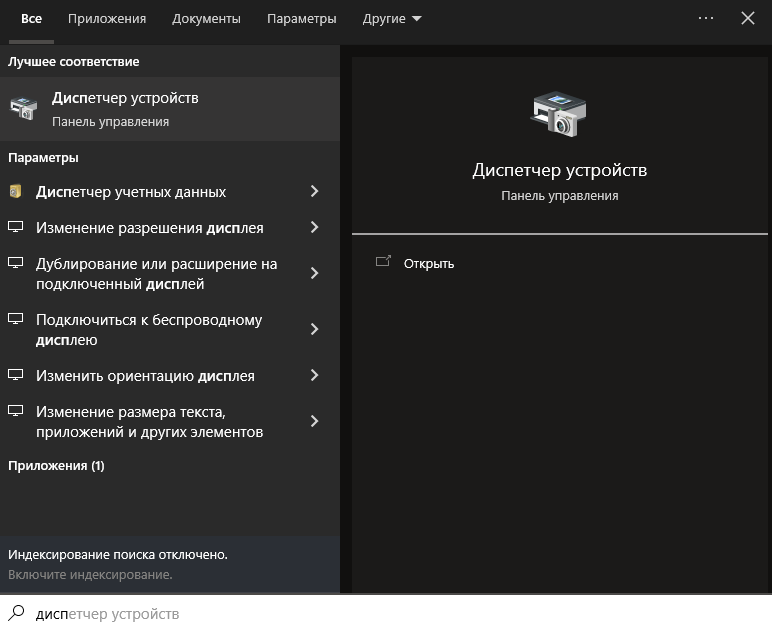 Все Приложения Документы Параметры Другие
Лучшее соответствие
Диспетчер устройств
Панель управления
Параметры
Диспетчер учетных данных
Изменение разрешения дисплея
Дублирование или расширение на
подключенный дисплей
Подключиться к беспроводному
дисплею
Изменить ориентацию дисплея
Изменение размера текста,
приложений и других элементов
Приложения (1)
Индексирование поиска отключено.
Включите индексирование.
Диспетчер устройств
Панель управления
Открыть
диспетчер устройств